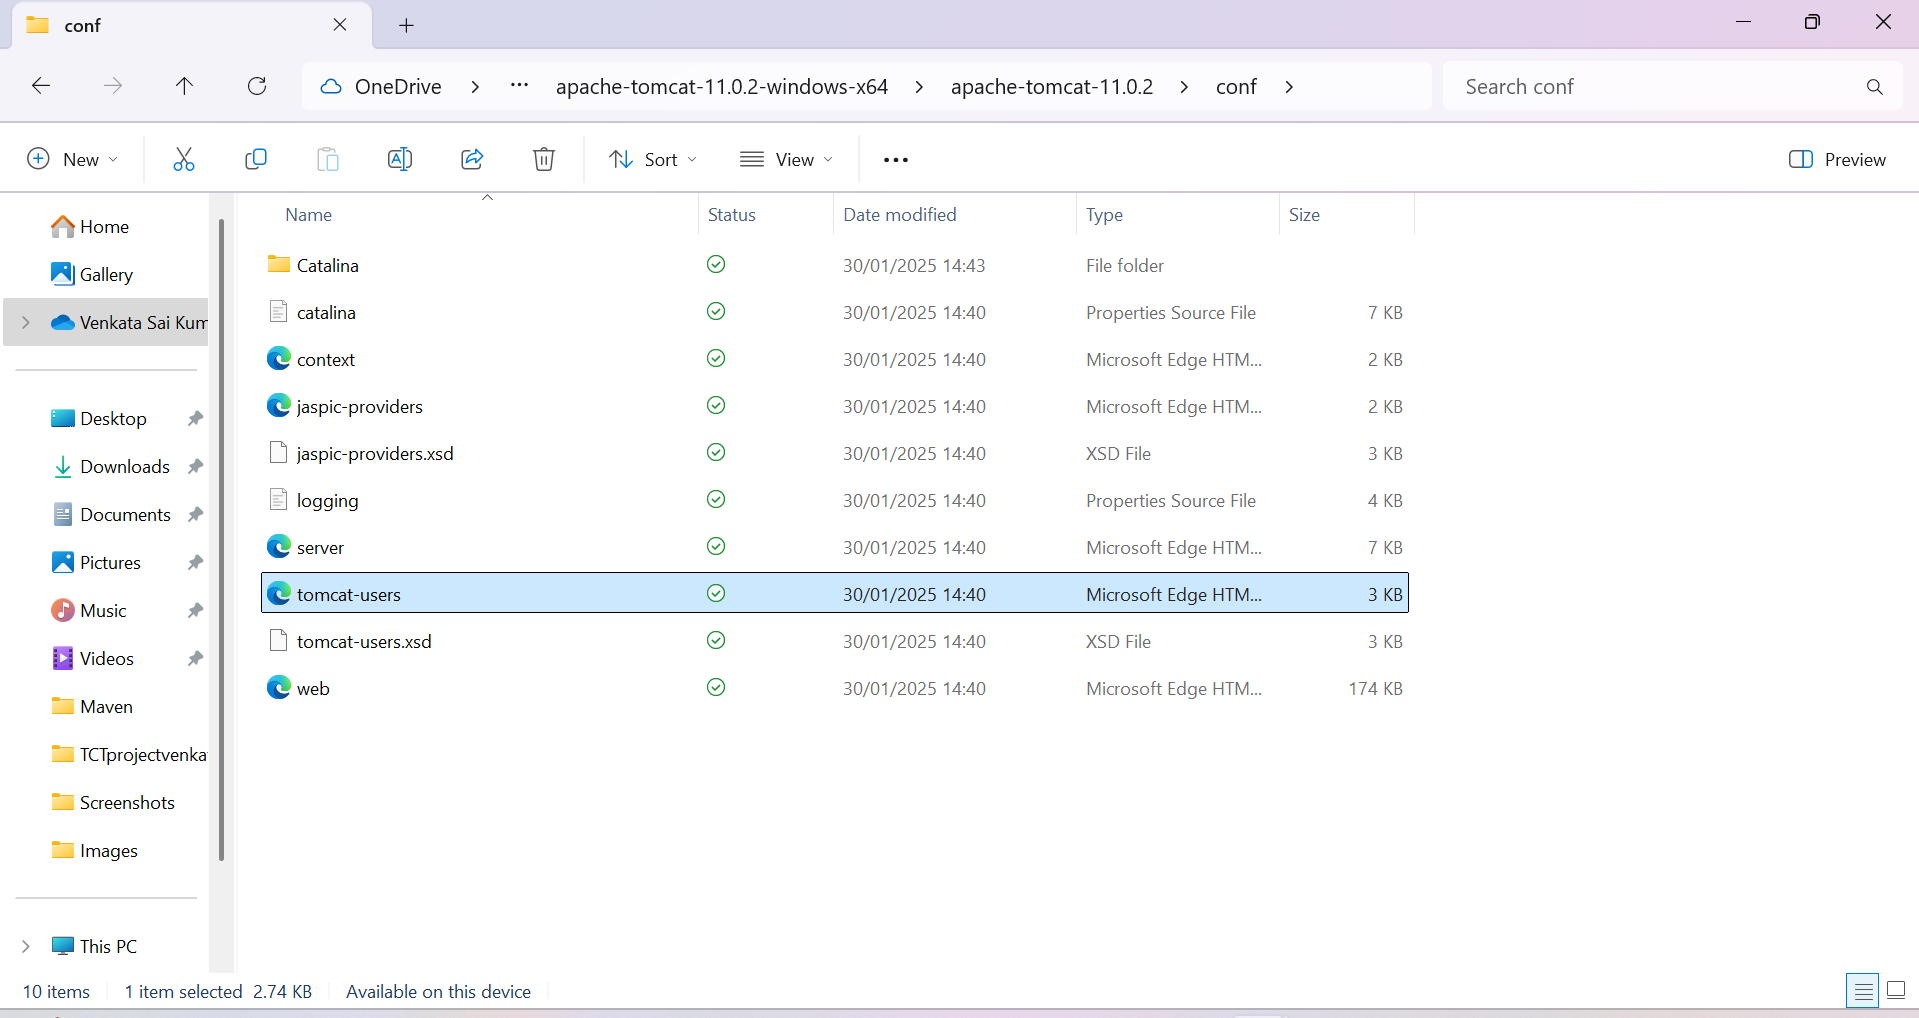 conf
OneDrive > ··· apache-tomcat-11.0.2-windows-x64 > apache-tomcat-11.0.2 > conf >
Search conf
New
Sort
View
Preview
Home
Gallery
Venkata Sai Kum
Desktop
Downloads
Documents
Pictures
Music
Videos
Maven
TCTprojectvenka
Screenshots
Images
This PC
Name Status Date modified Type Size
Catalina 30/01/2025 14:43 File folder
catalina 30/01/2025 14:40 Properties Source File 7 KB
context 30/01/2025 14:40 Microsoft Edge HTM... 2 KB
jaspic-providers 30/01/2025 14:40 Microsoft Edge HTM... 2 KB
jaspic-providers.xsd 30/01/2025 14:40 XSD File 3 KB
logging 30/01/2025 14:40 Properties Source File 4 KB
server 30/01/2025 14:40 Microsoft Edge HTM... 7 KB
tomcat-users 30/01/2025 14:40 Microsoft Edge HTM... 3 KB
tomcat-users.xsd 30/01/2025 14:40 XSD File 3 KB
web 30/01/2025 14:40 Microsoft Edge HTM... 174 KB
10 items 1 item selected 2.74 KB Available on this device